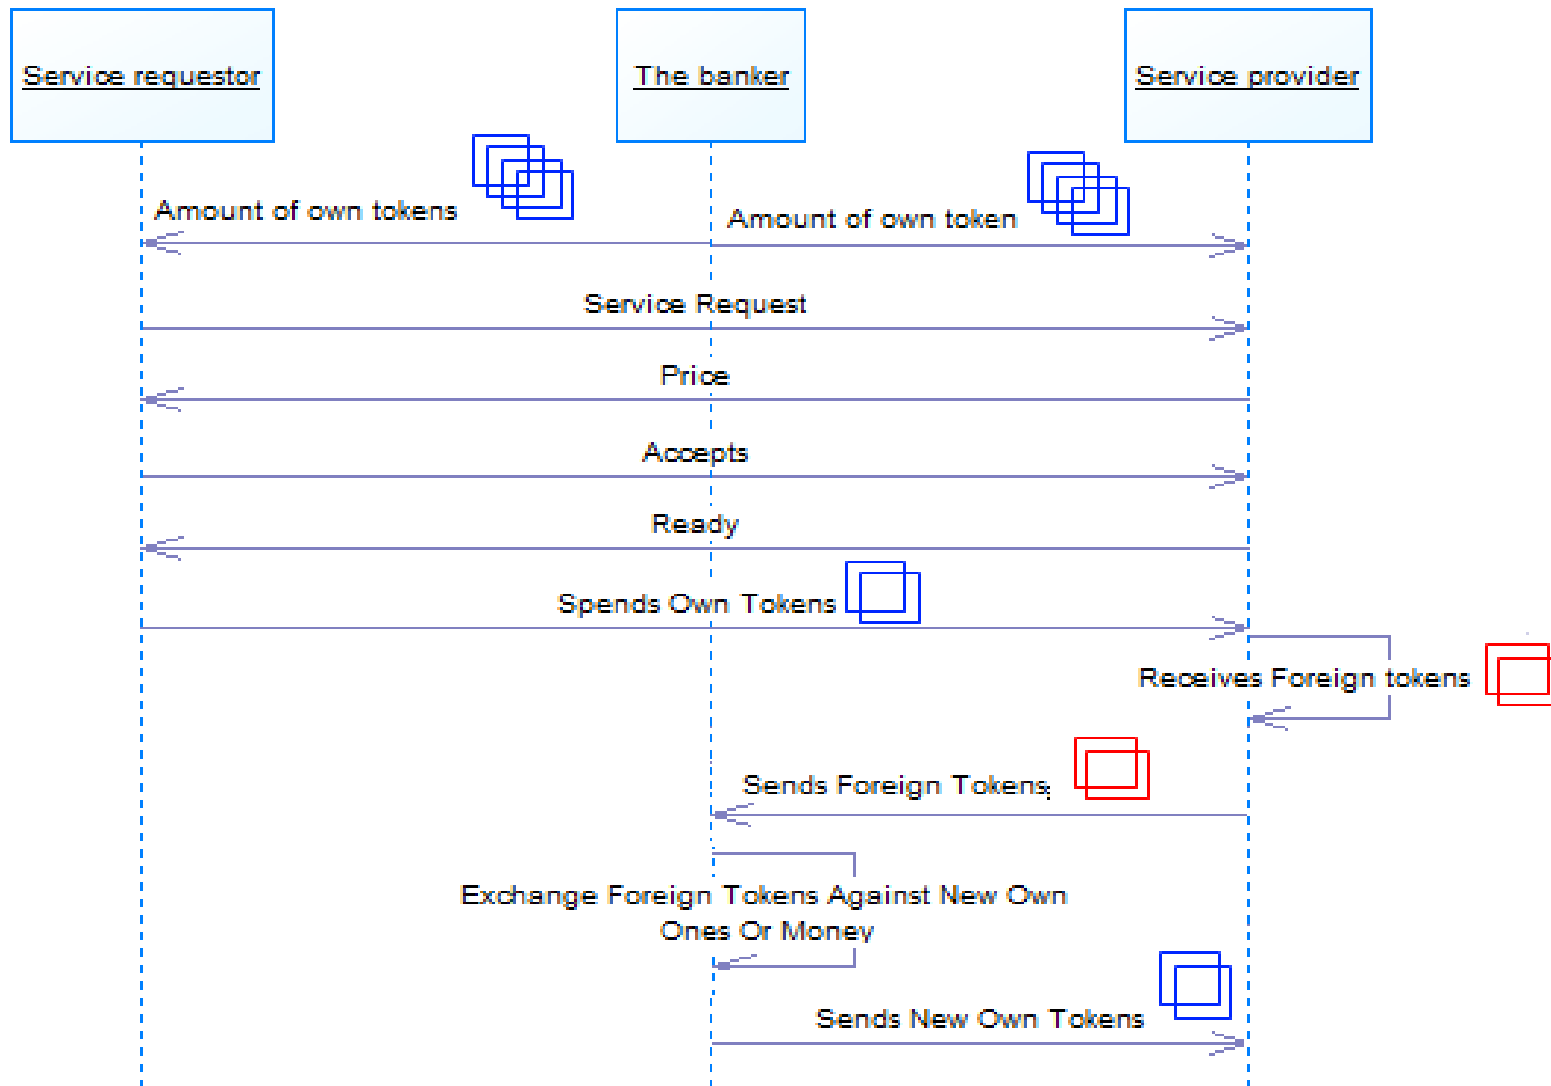 Service requestor
The banker
Service provider
Amount of own tokens
Amount of own token
Service Request
Price
Accepts
Ready
Spends Own Tokens
Receives Foreign tokens
Sends Foreign Tokens;
Exchange Foreign Tokens Against New Own
Ones Or Money
Sends New Own Tokens